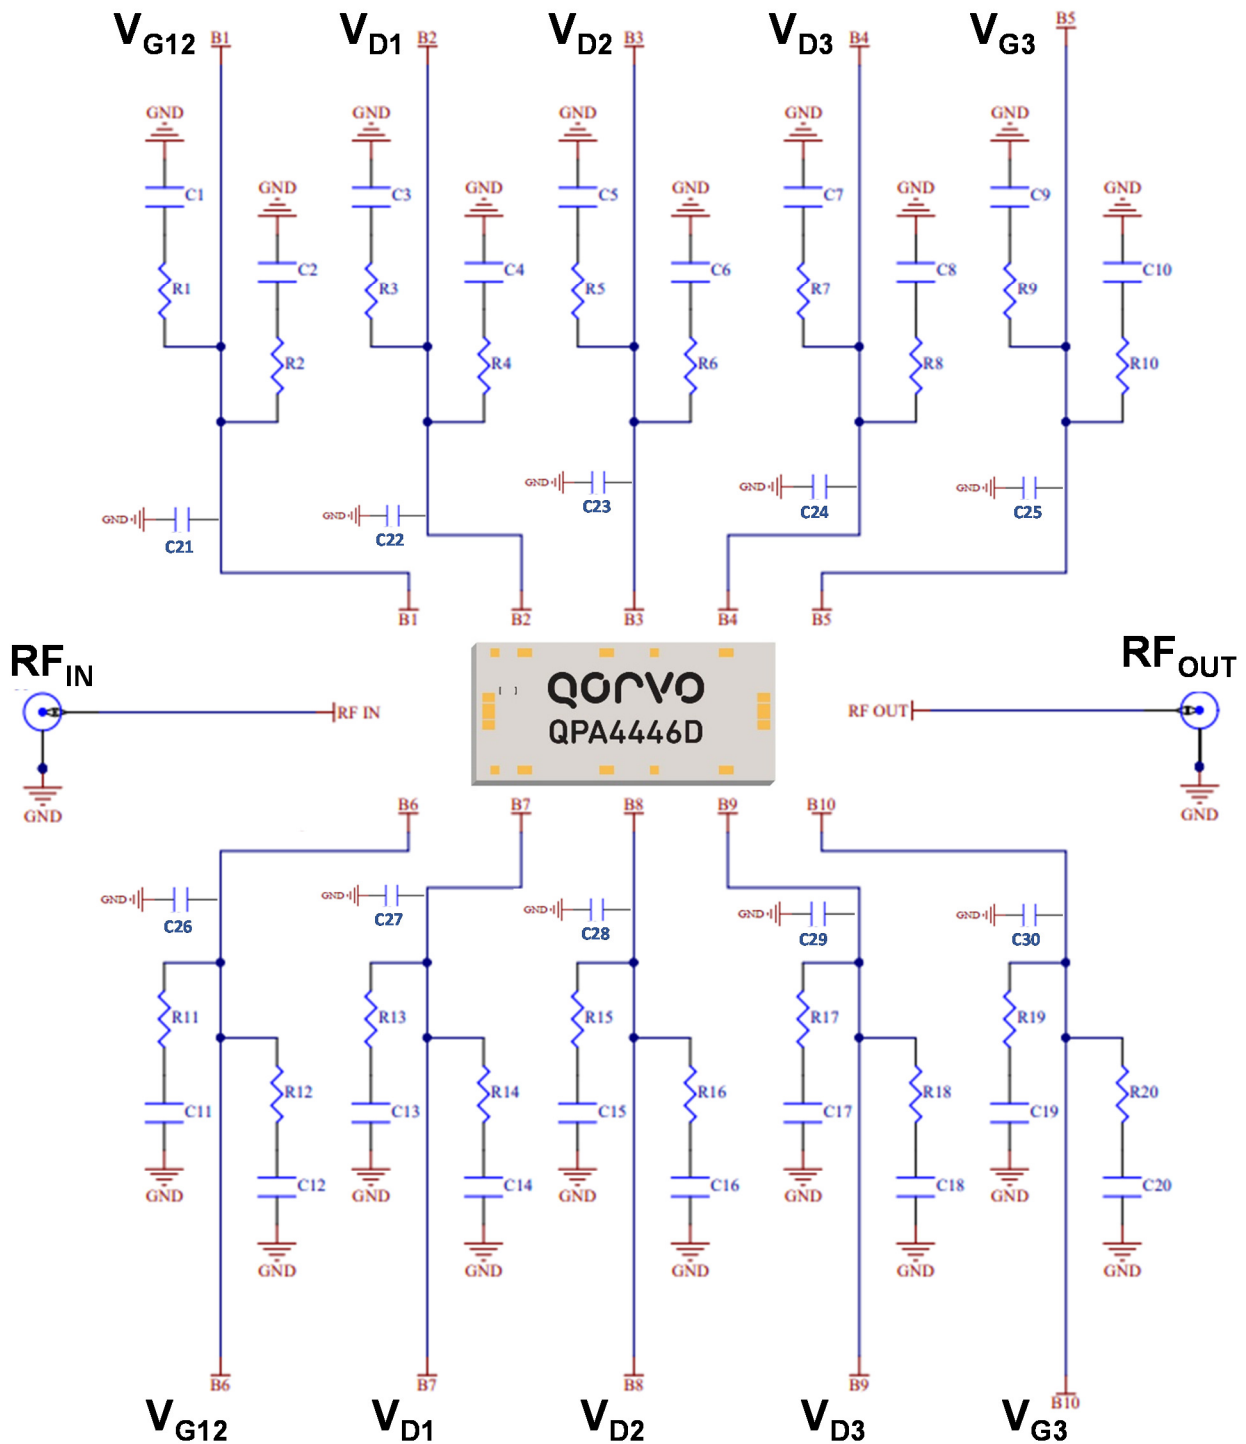 VG12 B1 VD1 B2 VD2 B3 VD3 B4 VG3 B5
GND GND GND GND GND
C1 C3 C5 C7 C9
GND GND GND GND GND
C2 C4 C6 C8 C10
R1 R3 R5 R7 R9
R2 R4 R6 R8 R10
GND GND GND GND GND
C21 C22 C23 C24 C25
B1 B2 B3 B4 B5
RFIN RFOUT
RF IN QORVO RF OUT
QPA4446D
GND GND
B6 B7 B8 B9 B10
GND GND GND GND GND
C26 C27 C28 C29 C30
R11 R13 R15 R17 R19
R12 R14 R16 R18 R20
C11 C13 C15 C17 C19
GND GND GND GND GND
C12 C14 C16 C18 C20
GND GND GND GND GND
B6 B7 B8 B9 B10
VG12 VD1 VD2 VD3 VG3